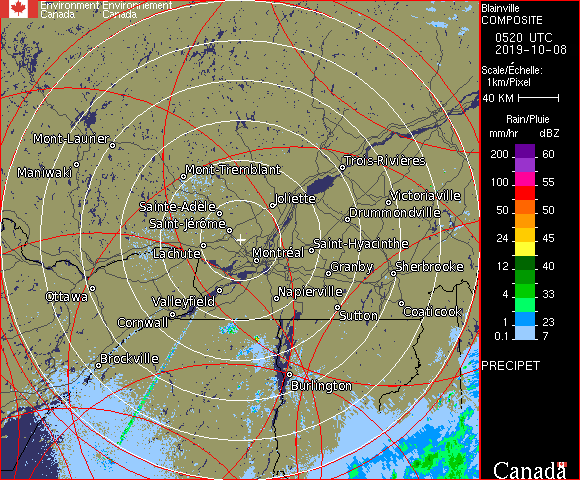 Environment Environnement
Canada Canada
Blainville
COMPOSITE
0520 UTC
2019-10-08
Scale/Échelle:
1km/Pixel
40 KM
Rain/Pluie
mm/hr dBZ
200 60
150 57
100 55
50 50
24 45
12 40
4 33
1 23
0.1 7
PRECIPET
Canada
Mont-Laurier
Maniwaki
Mont-Tremblant
Trois-Rivières
Joliette
Victoriaville
Sainte-Adèle
Drummondville
Saint-Jérôme
Saint-Hyacinthe
Lachute
Montréal
Granby
Sherbrooke
Ottawa
Valleyfield
Napierville
Cornwall
Sutton
Coaticook
Brockville
Burlington